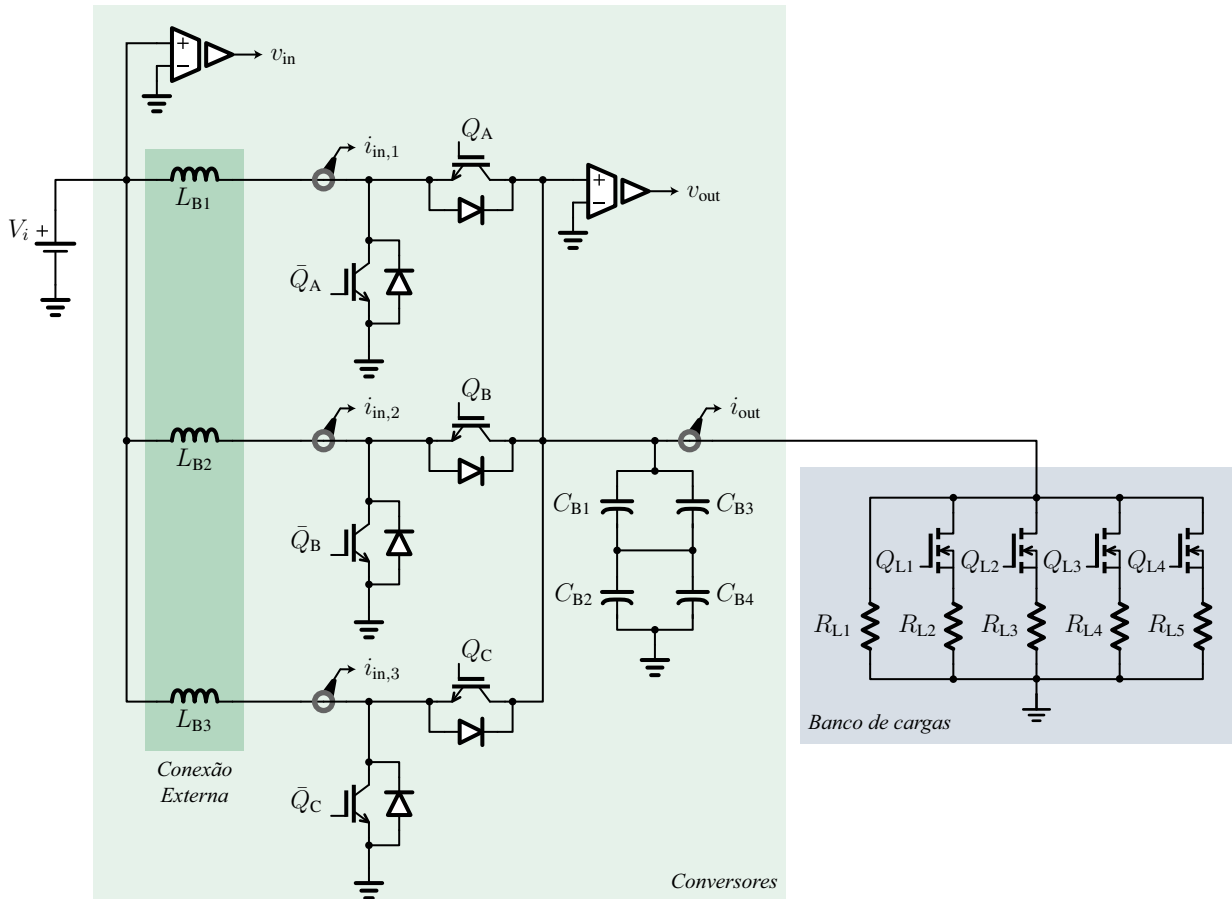 v_in
Q_A
i_in,1
L_B1
v_out
V_i
Q̄_A
Q_B
i_in,2
i_out
L_B2
C_B1
C_B3
Q̄_B
Q_L1
Q_L2
Q_L3
Q_L4
C_B2
C_B4
R_L1
R_L2
R_L3
R_L4
R_L5
Q_C
i_in,3
L_B3
Banco de cargas
Conexão
Externa
Q̄_C
Conversores